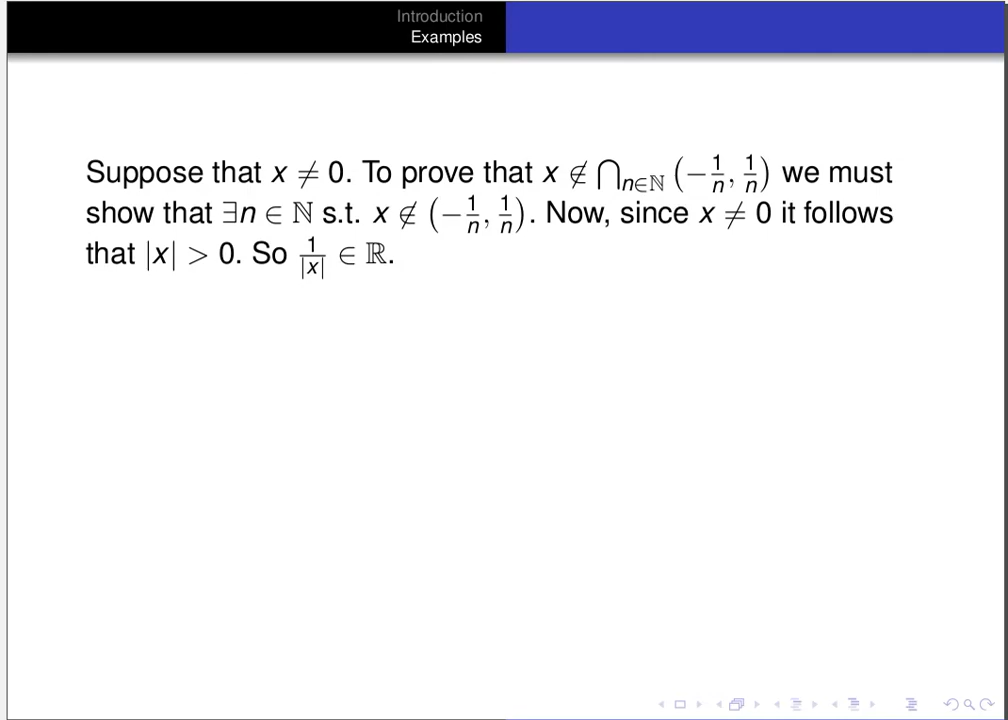 Introduction
Examples
Suppose that x ≠ 0. To prove that x ∉ ⋂ₙ∈ℕ (−1/n, 1/n) we must
show that ∃n ∈ ℕ s.t. x ∉ (−1/n, 1/n). Now, since x ≠ 0 it follows
that |x| > 0. So 1/|x| ∈ ℝ.